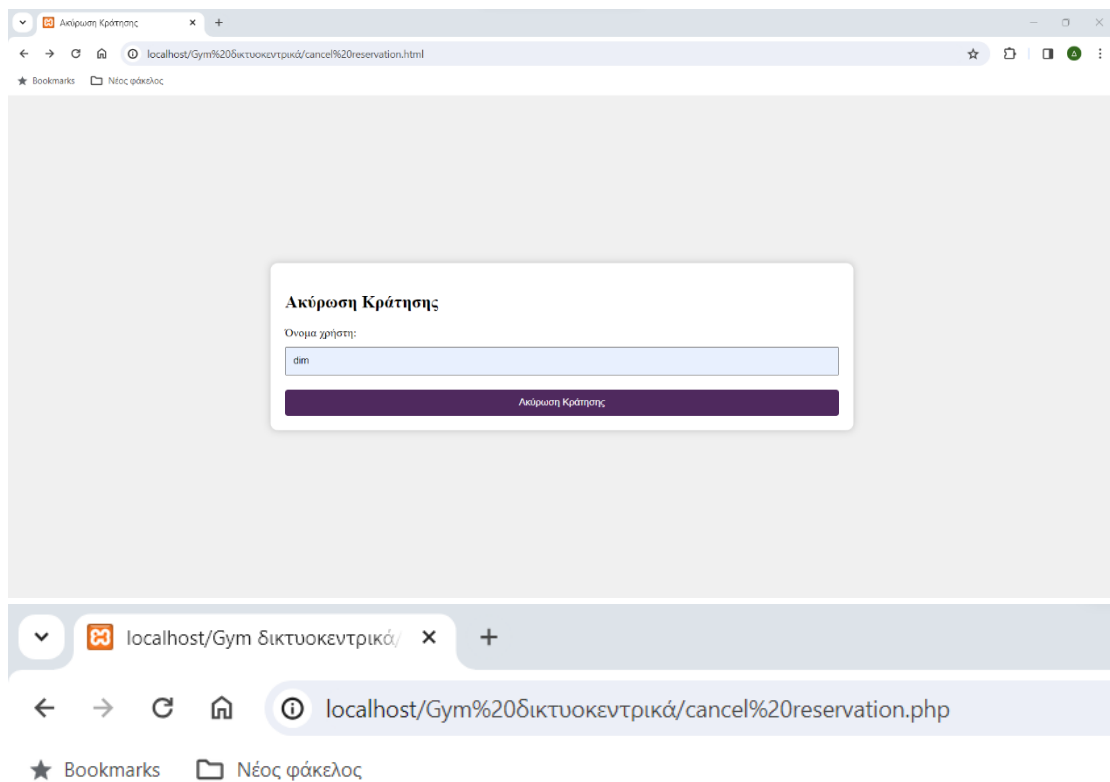 Ακύρωση Κράτησης
localhost/Gym%20δικτυοκεντρικά/cancel%20reservation.html
Bookmarks Νέος φάκελος
Ακύρωση Κράτησης
Όνομα χρήστη:
dim
Ακύρωση Κράτησης
localhost/Gym δικτυοκεντρικά/
localhost/Gym%20δικτυοκεντρικά/cancel%20reservation.php
Bookmarks Νέος φάκελος